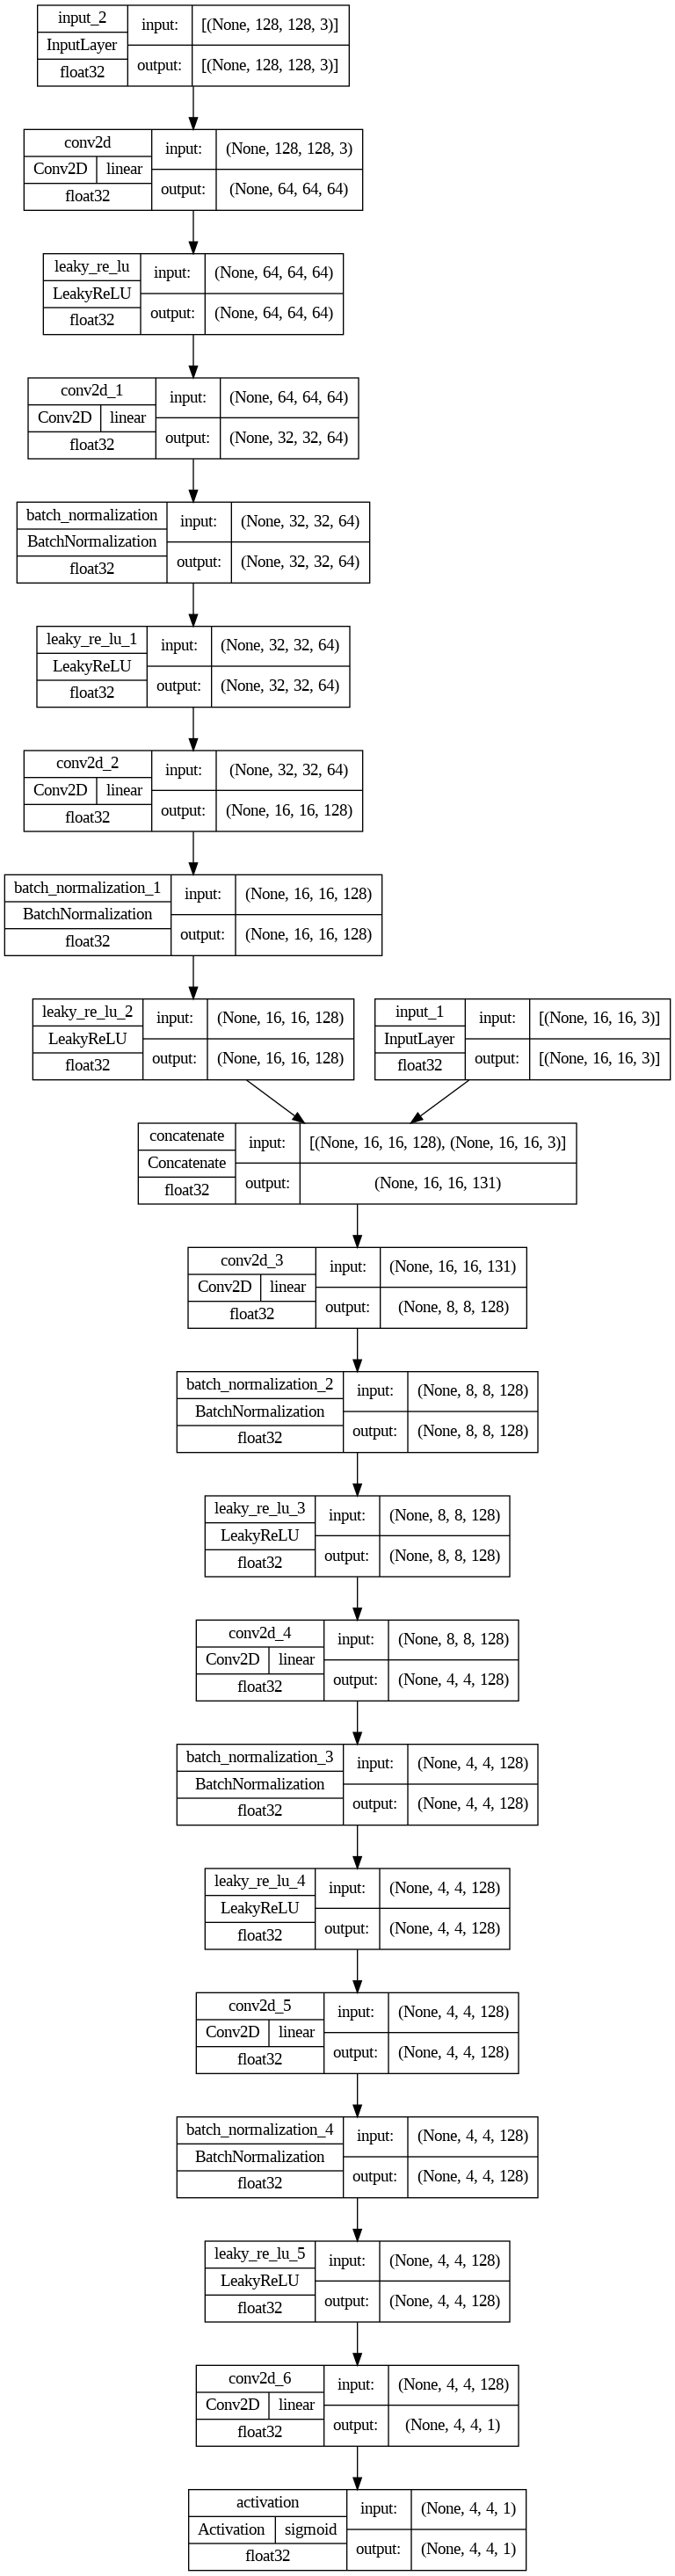 input_2 input: [(None, 128, 128, 3)]
InputLayer
float32 output: [(None, 128, 128, 3)]
conv2d input: (None, 128, 128, 3)
Conv2D linear
float32 output: (None, 64, 64, 64)
leaky_re_lu input: (None, 64, 64, 64)
LeakyReLU
float32 output: (None, 64, 64, 64)
conv2d_1 input: (None, 64, 64, 64)
Conv2D linear
float32 output: (None, 32, 32, 64)
batch_normalization input: (None, 32, 32, 64)
BatchNormalization
float32 output: (None, 32, 32, 64)
leaky_re_lu_1 input: (None, 32, 32, 64)
LeakyReLU
float32 output: (None, 32, 32, 64)
conv2d_2 input: (None, 32, 32, 64)
Conv2D linear
float32 output: (None, 16, 16, 128)
batch_normalization_1 input: (None, 16, 16, 128)
BatchNormalization
float32 output: (None, 16, 16, 128)
leaky_re_lu_2 input: (None, 16, 16, 128)
LeakyReLU
float32 output: (None, 16, 16, 128)
input_1 input: [(None, 16, 16, 3)]
InputLayer
float32 output: [(None, 16, 16, 3)]
concatenate input: [(None, 16, 16, 128), (None, 16, 16, 3)]
Concatenate
float32 output: (None, 16, 16, 131)
conv2d_3 input: (None, 16, 16, 131)
Conv2D linear
float32 output: (None, 8, 8, 128)
batch_normalization_2 input: (None, 8, 8, 128)
BatchNormalization
float32 output: (None, 8, 8, 128)
leaky_re_lu_3 input: (None, 8, 8, 128)
LeakyReLU
float32 output: (None, 8, 8, 128)
conv2d_4 input: (None, 8, 8, 128)
Conv2D linear
float32 output: (None, 4, 4, 128)
batch_normalization_3 input: (None, 4, 4, 128)
BatchNormalization
float32 output: (None, 4, 4, 128)
leaky_re_lu_4 input: (None, 4, 4, 128)
LeakyReLU
float32 output: (None, 4, 4, 128)
conv2d_5 input: (None, 4, 4, 128)
Conv2D linear
float32 output: (None, 4, 4, 128)
batch_normalization_4 input: (None, 4, 4, 128)
BatchNormalization
float32 output: (None, 4, 4, 128)
leaky_re_lu_5 input: (None, 4, 4, 128)
LeakyReLU
float32 output: (None, 4, 4, 128)
conv2d_6 input: (None, 4, 4, 128)
Conv2D linear
float32 output: (None, 4, 4, 1)
activation input: (None, 4, 4, 1)
Activation sigmoid
float32 output: (None, 4, 4, 1)